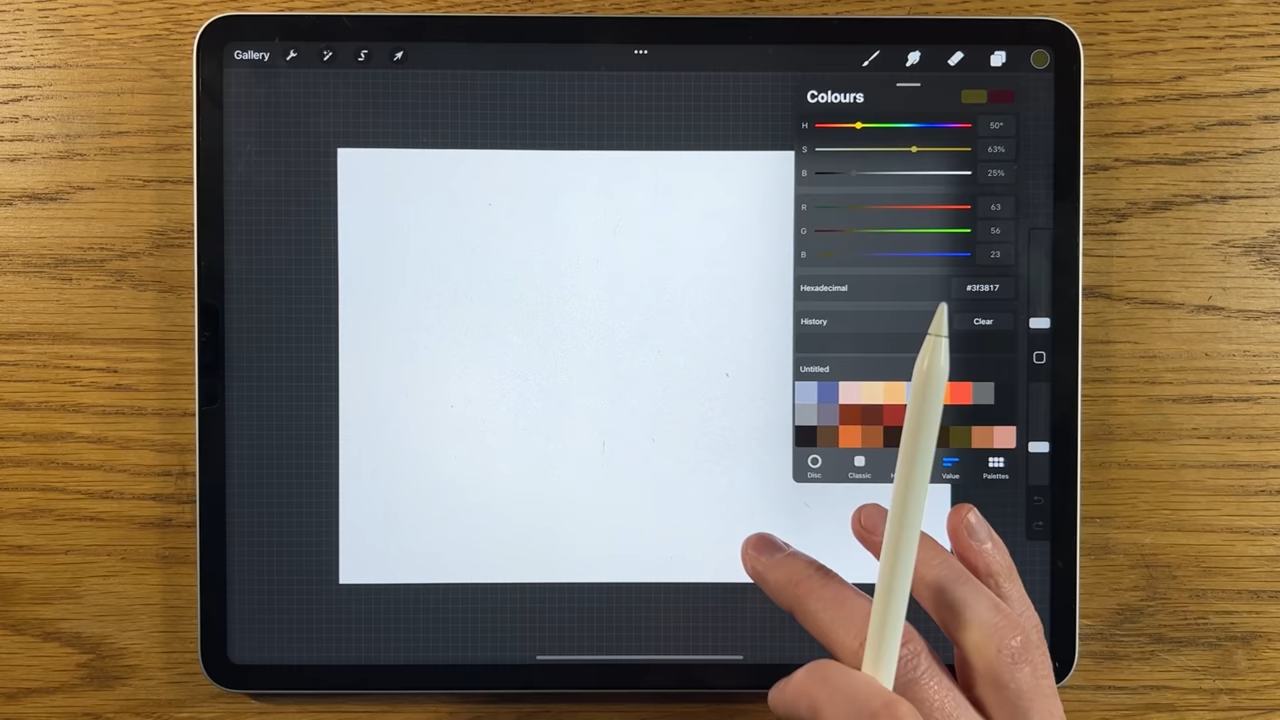 Gallery
Colours
H 50°
S 63%
B 25%
R 63
G 56
B 23
Hexadecimal #3f3817
History Clear
Untitled
Disc Classic H Value Palettes